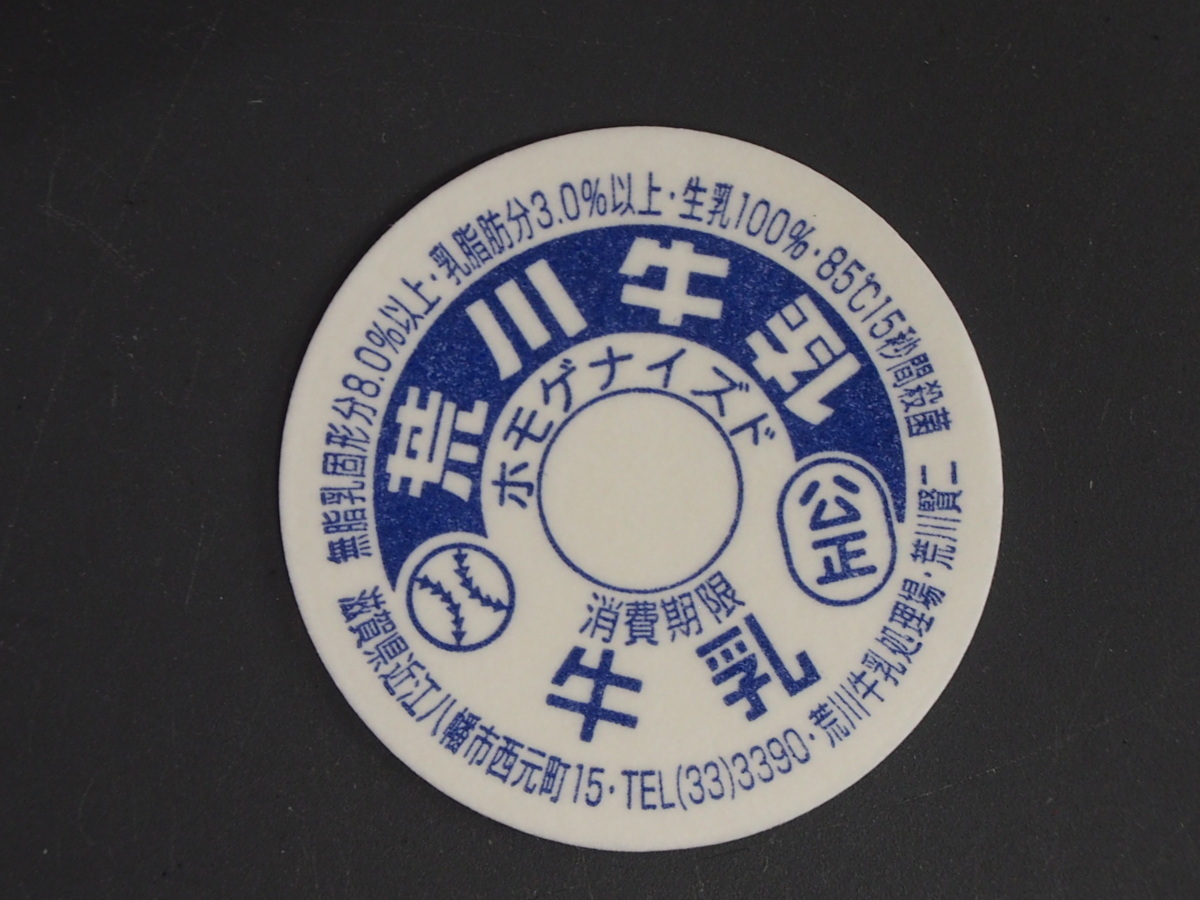 無脂乳固形分8.0%以上・乳脂肪分3.0%以上・生乳100%・85℃15秒間殺菌
荒川牛乳
ホモゲナイズド
公正
消費期限
牛乳
滋賀県近江八幡市西元町15・TEL(33)3390・荒川牛乳処理場・荒川賢二